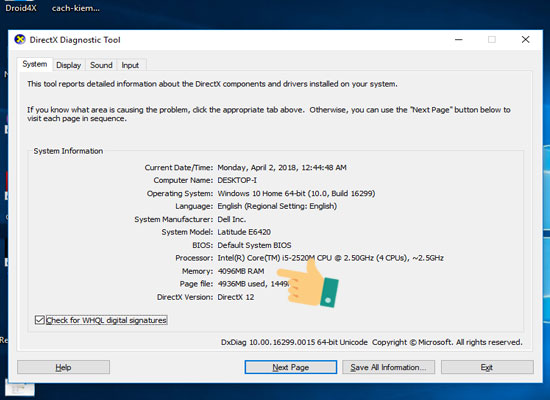 Droid4X cach-kiem...
DirectX Diagnostic Tool
System Display Sound Input
This tool reports detailed information about the DirectX components and drivers installed on your system.
If you know what area is causing the problem, click the appropriate tab above. Otherwise, you can use the "Next Page" button below to
visit each page in sequence.
System Information
Current Date/Time: Monday, April 2, 2018, 12:44:48 AM
Computer Name: DESKTOP-I
Operating System: Windows 10 Home 64-bit (10.0, Build 16299)
Language: English (Regional Setting: English)
System Manufacturer: Dell Inc.
System Model: Latitude E6420
BIOS: Default System BIOS
Processor: Intel(R) Core(TM) i5-2520M CPU @ 2.50GHz (4 CPUs), ~2.5GHz
Memory: 4096MB RAM
Page file: 4936MB used,
DirectX Version: DirectX 12
Check for WHQL digital signatures
DxDiag 10.00.16299.0015 64-bit Unicode Copyright © Microsoft. All rights reserved.
Help Next Page Save All Information... Exit